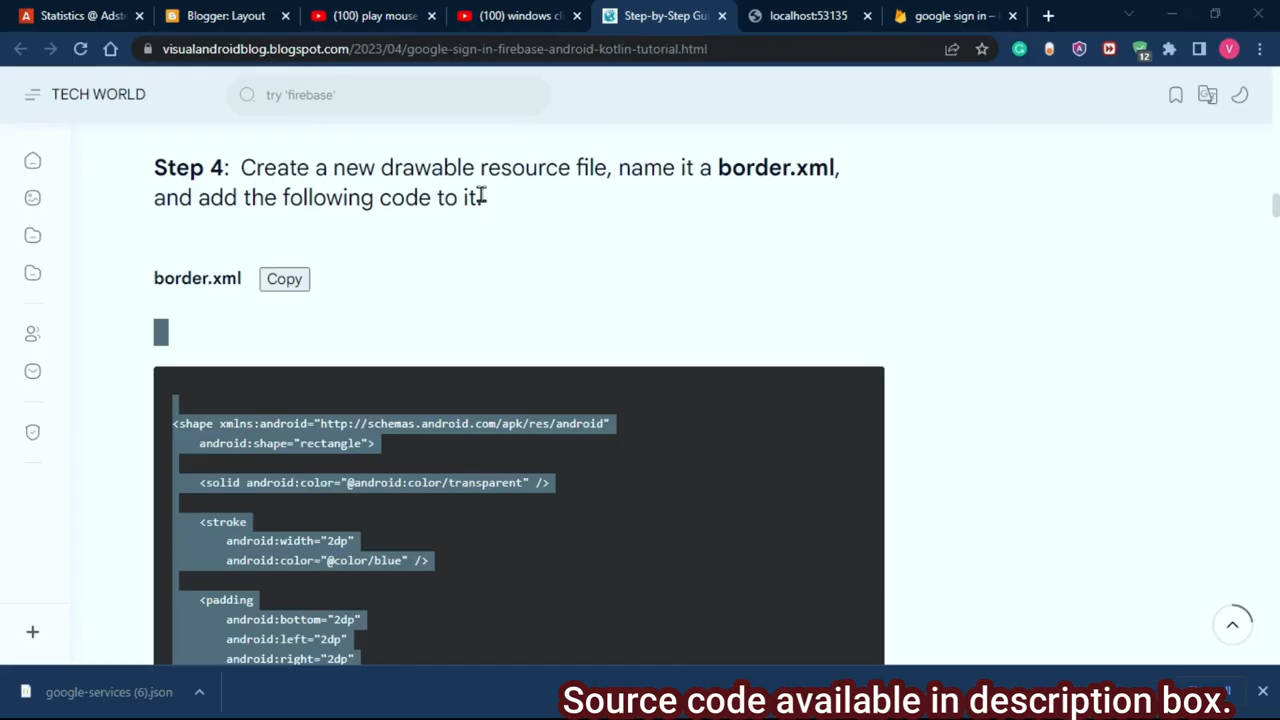 Statistics @ Adst
Blogger: Layout
(100) play mouse
(100) windows cl
Step-by-Step Gu
localhost:53135
google sign in –
visualandroidblog.blogspot.com/2023/04/google-sign-in-firebase-android-kotlin-tutorial.html
12
V
TECH WORLD
try 'firebase'
Step 4: Create a new drawable resource file, name it a border.xml,
and add the following code to it
border.xml Copy
<shape xmlns:android="http://schemas.android.com/apk/res/android"
android:shape="rectangle">
<solid android:color="@android:color/transparent" />
<stroke
android:width="2dp"
android:color="@color/blue" />
<padding
android:bottom="2dp"
android:left="2dp"
android:right="2dp"
google-services (6).json
Source code available in description box.